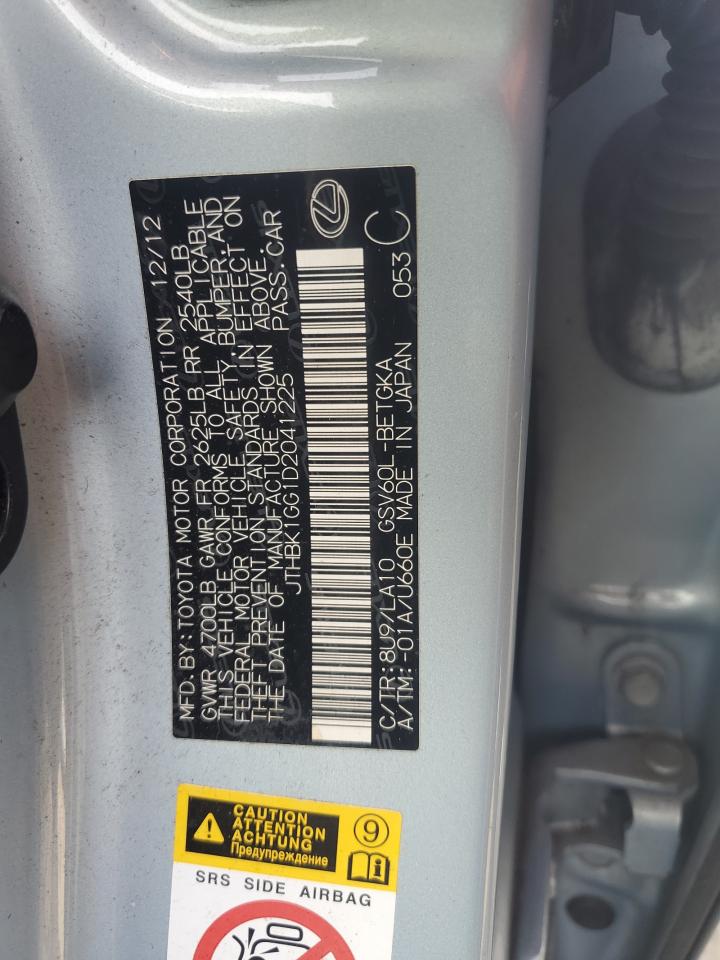 MFD.BY:TOYOTA MOTOR CORPORATION 12/12
GVWR 4700LB GAWR FR 2625LB RR 2540LB
THIS VEHICLE CONFORMS TO ALL APPLICABLE
FEDERAL MOTOR VEHICLE SAFETY, BUMPER, AND
THEFT PREVENTION STANDARDS IN EFFECT ON
THE DATE OF MANUFACTURE SHOWN ABOVE.
JTHBK1GG1D2041225 PASS.CAR
C/TR:8U9/LA10 GSV60L-BETGKA
A/TM:-01A/U660E MADE IN JAPAN 053 C
CAUTION
ATTENTION
ACHTUNG
Предупреждение
9
SRS SIDE AIRBAG